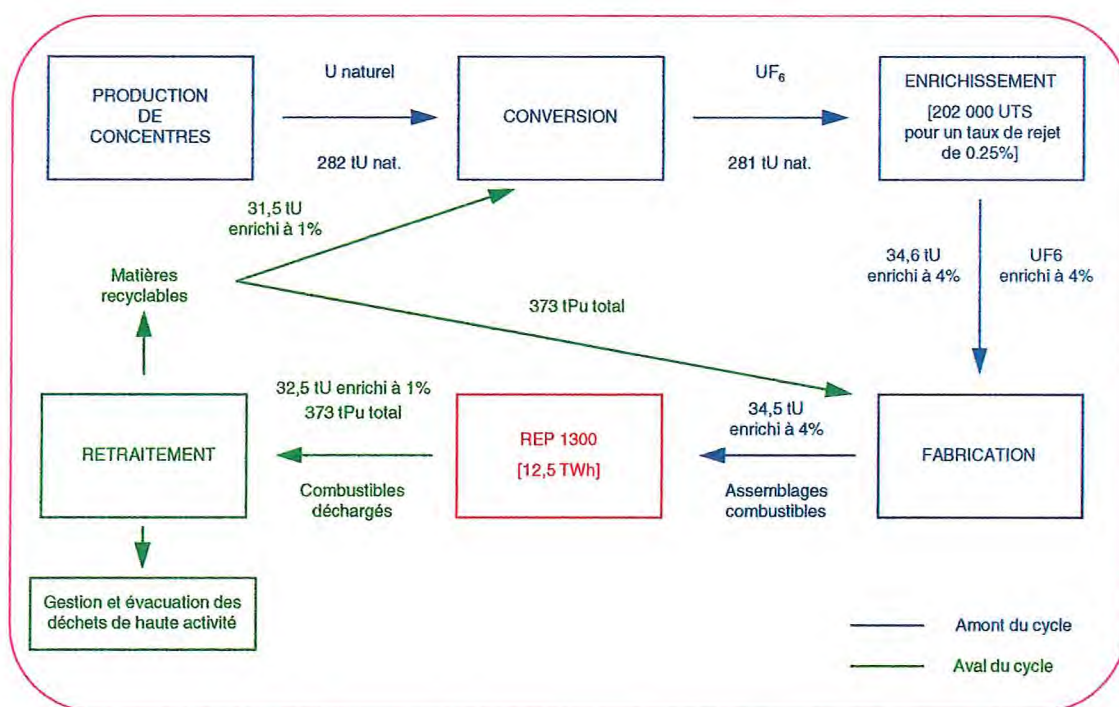 PRODUCTION
DE
CONCENTRES
U naturel
282 tU nat.
CONVERSION
UF6
281 tU nat.
ENRICHISSEMENT
[202 000 UTS
pour un taux de rejet
de 0.25%]
31,5 tU
enrichi à 1%
Matières
recyclables
373 tPu total
34,6 tU
enrichi à 4%
UF6
enrichi à 4%
RETRAITEMENT
32,5 tU enrichi à 1%
373 tPu total
Combustibles
déchargés
REP 1300
[12,5 TWh]
34,5 tU
enrichi à 4%
Assemblages
combustibles
FABRICATION
Gestion et évacuation des
déchets de haute activité
Amont du cycle
Aval du cycle